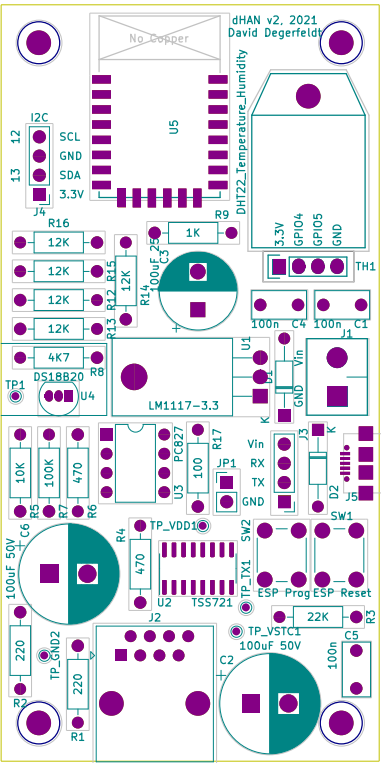 dHAN v2, 2021
David Degerfeldt
No Copper
U5
DHT22_Temperature_Humidity
I2C
12
SCL
GND
13
SDA
3.3V
J4
3.3V
GPIO4
GPIO5
GND
TH1
R16
12K
R15
12K
R12
12K
R13
12K
12K
R14
R9
1K
C3
100uF 25
100n
C4
100n
C1
4K7
R8
DS18B20
TP1
U4
U1
LM1117-3.3
D1
K
J1
Vin
GND
10K
R5
100K
R7
470
R6
PC827
U3
R17
100
JP1
Vin
RX
TX
GND
J3
K
D2
J5
C6
100uF 50V
R4
470
TP_VDD1
U2
TSS721
SW2
SW1
ESP Prog
ESP Reset
TP_TX1
22K
R3
TP_VSTC1
100uF 50V
C2
C5
100n
220
R2
TP_GND2
220
R1
J2